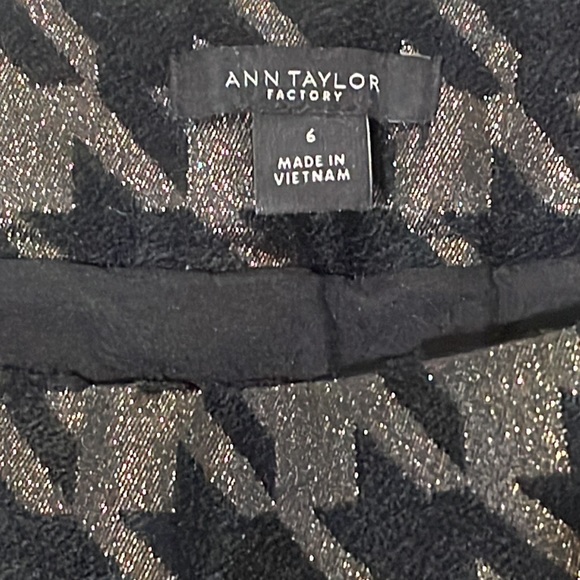 ANN TAYLOR
FACTORY
6
MADE IN
VIETNAM